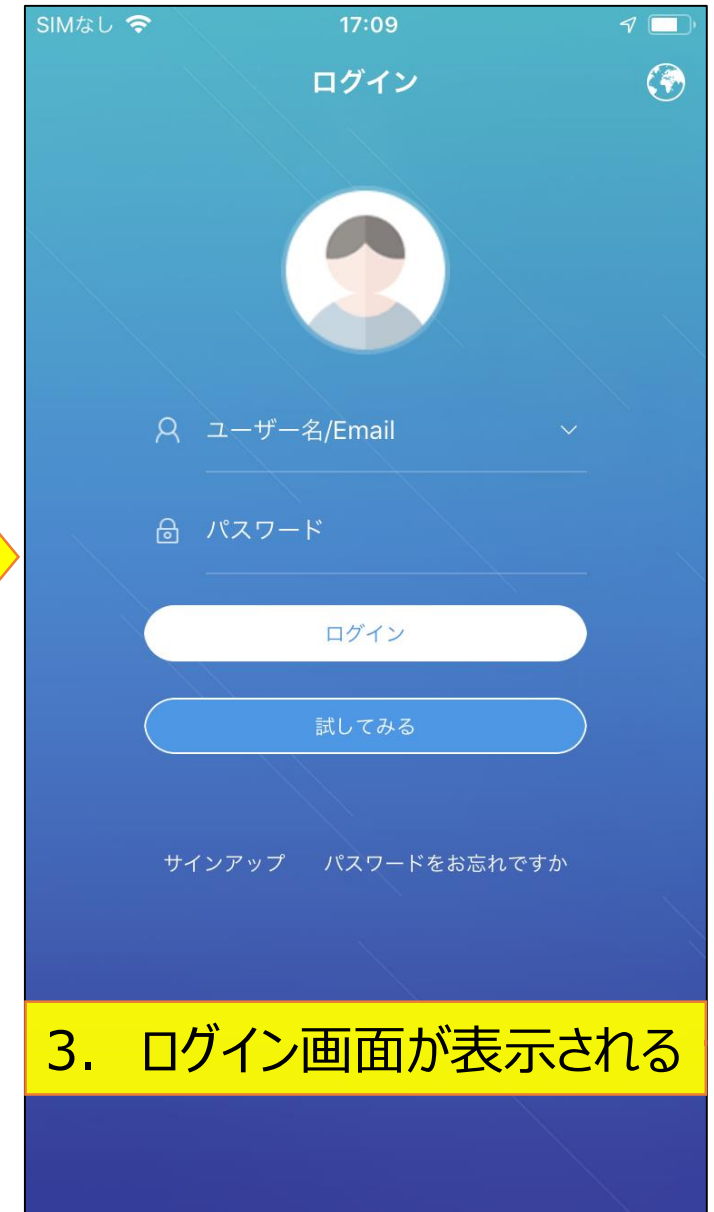 SIMなし 17:09
ログイン
ユーザー名/Email
パスワード
ログイン
試してみる
サインアップ パスワードをお忘れですか
3. ログイン画面が表示される